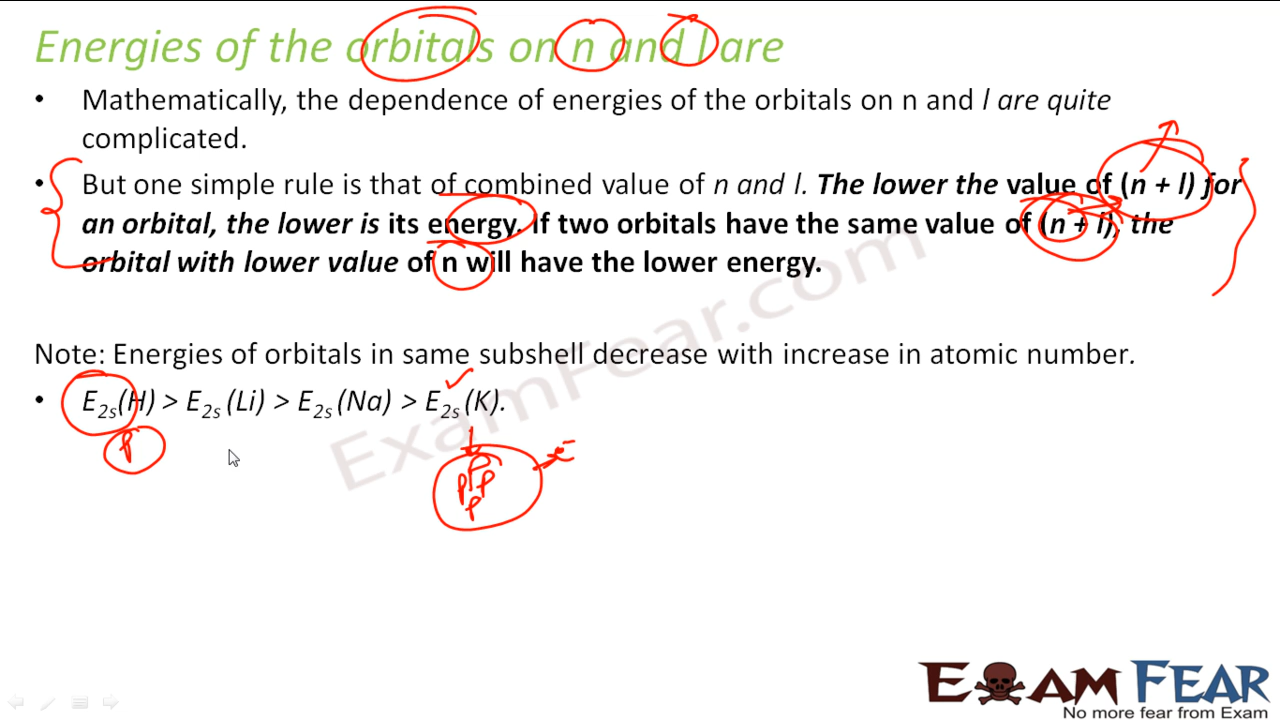 Energies of the orbitals on n and l are
• Mathematically, the dependence of energies of the orbitals on n and l are quite
complicated.
• But one simple rule is that of combined value of n and l. The lower the value of (n + l) for
an orbital, the lower is its energy. If two orbitals have the same value of (n + l), the
orbital with lower value of n will have the lower energy.
Note: Energies of orbitals in same subshell decrease with increase in atomic number.
• E2s(H) > E2s (Li) > E2s (Na) > E2s (K).
P
e-
P
P P
P
ExamFear.com
EXAM FEAR
No more fear from Exam